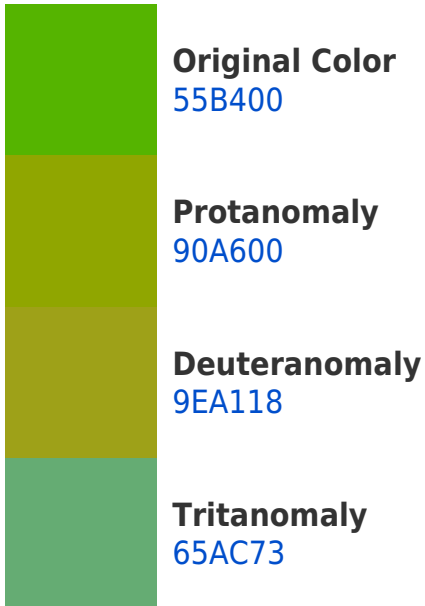 Original Color
55B400
Protanomaly
90A600
Deuteranomaly
9EA118
Tritanomaly
65AC73